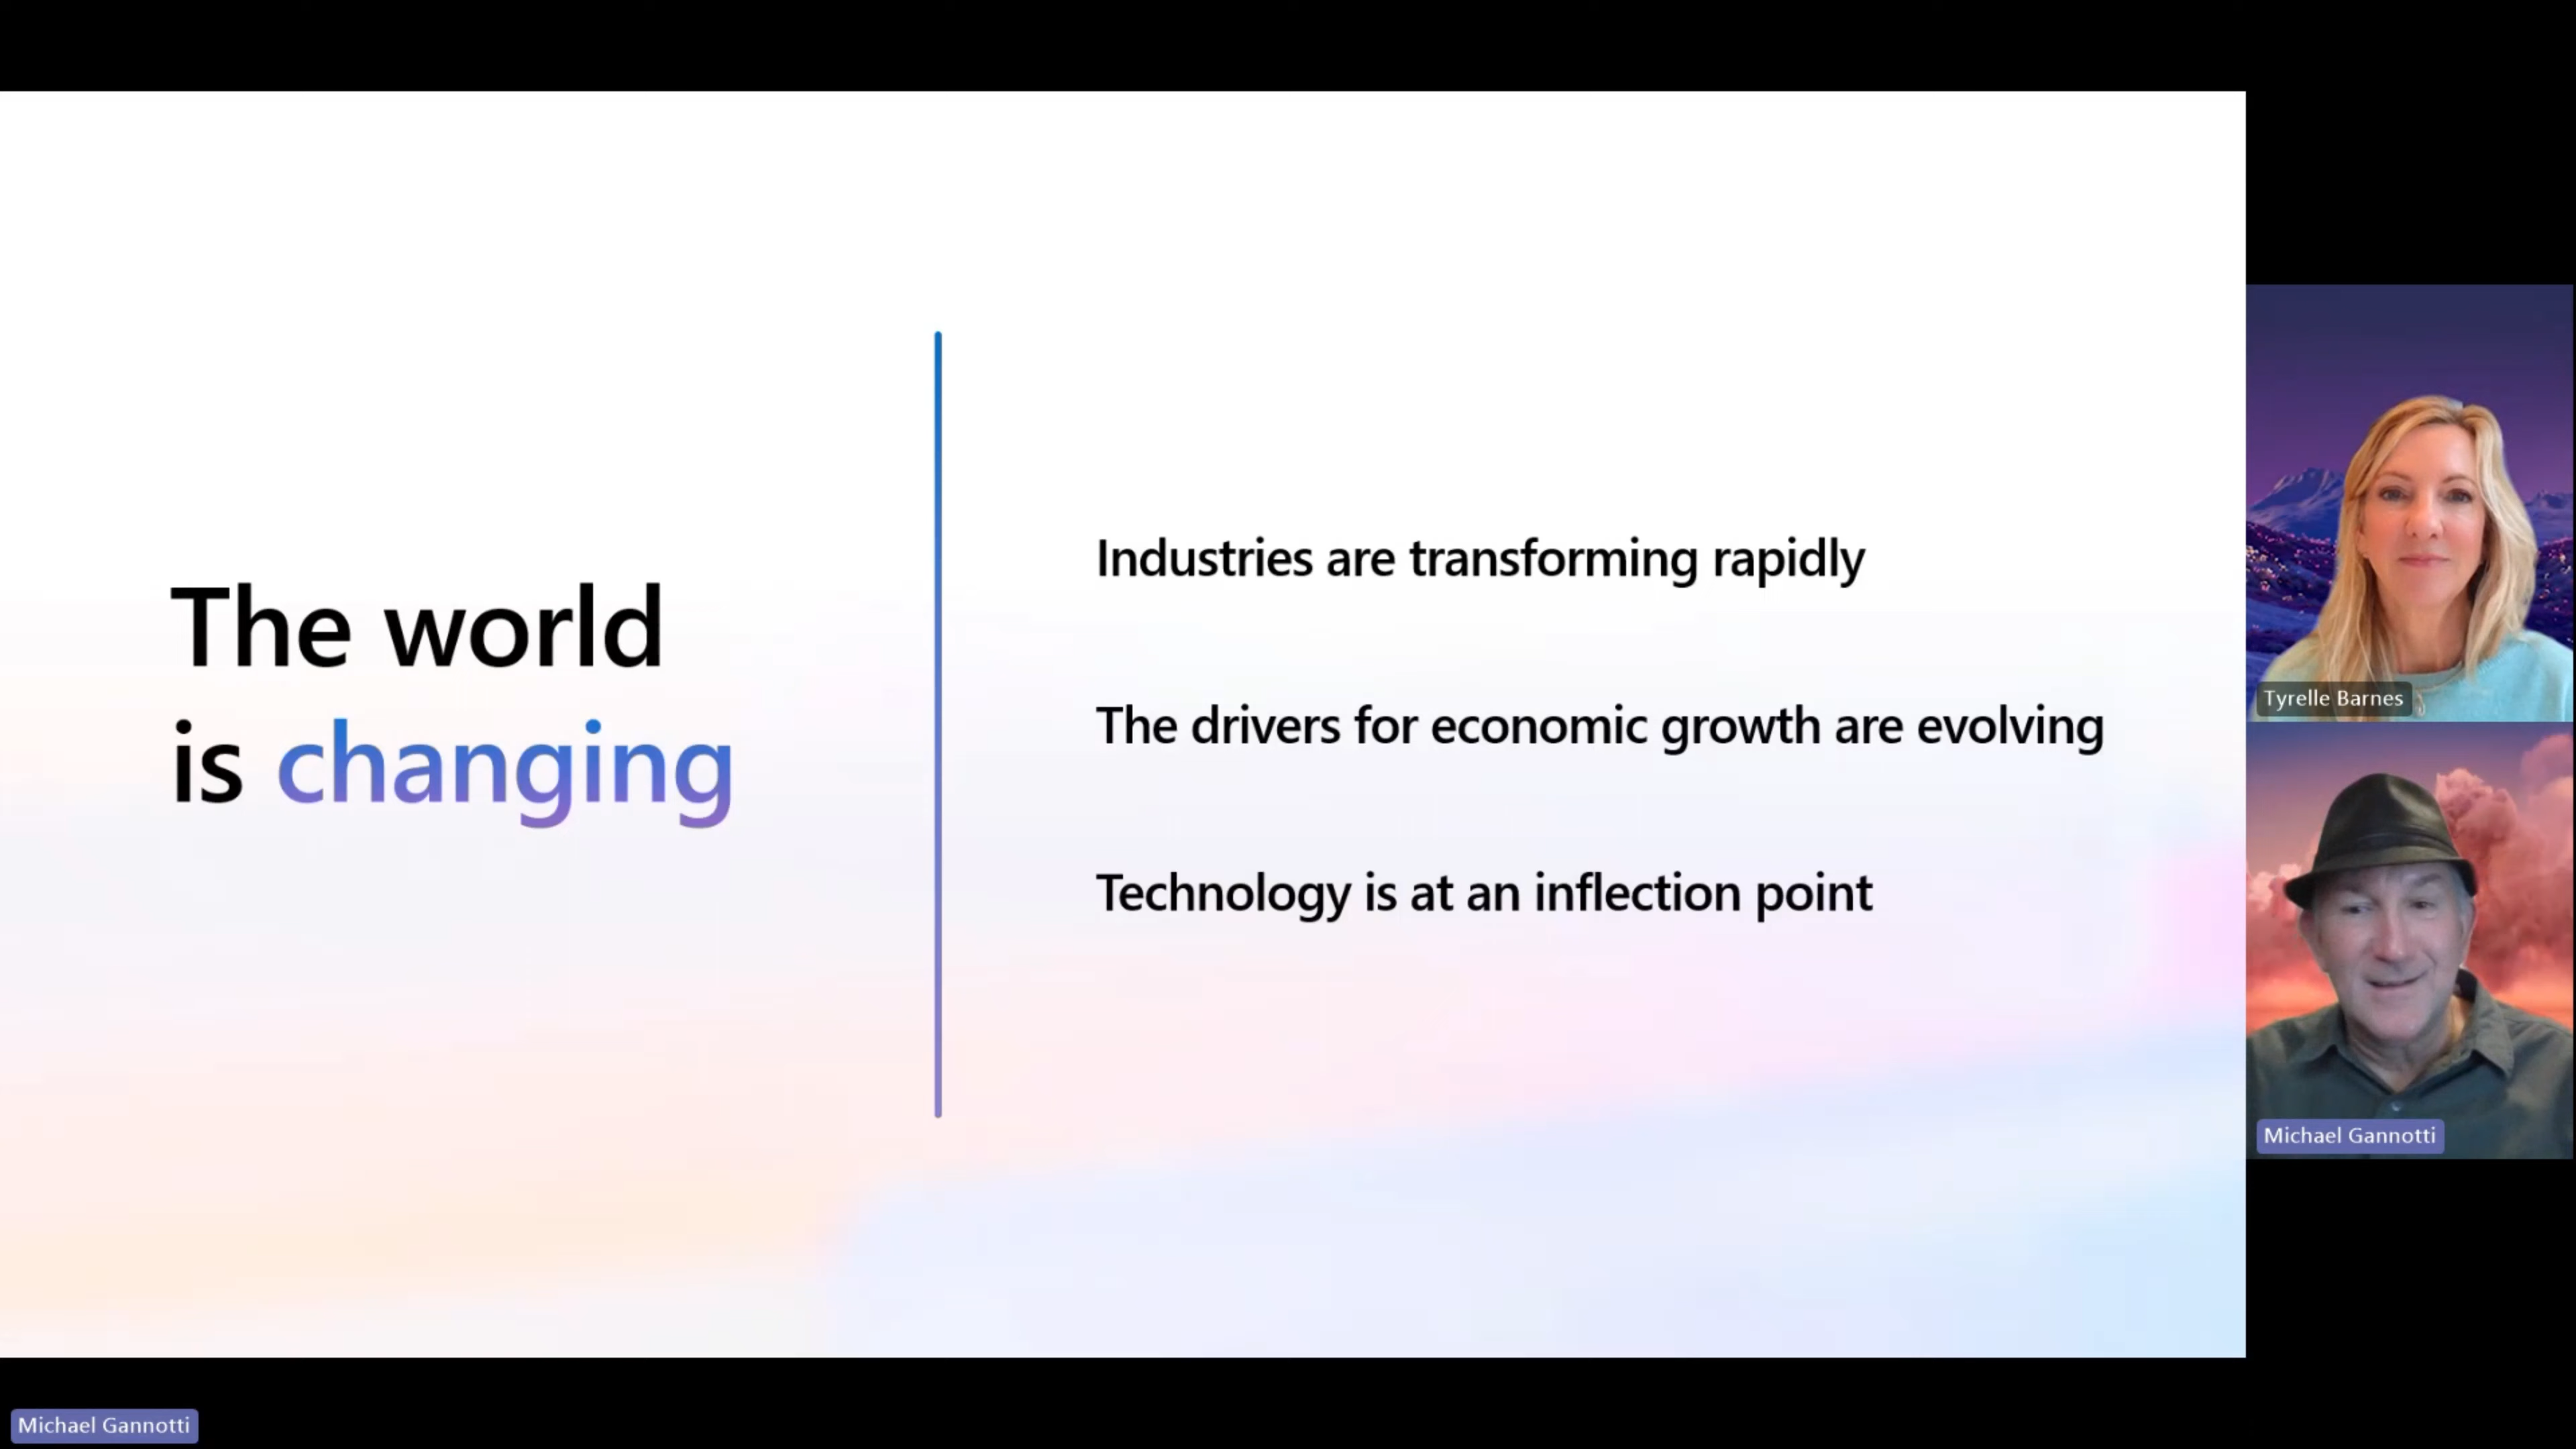 The world
is changing
Industries are transforming rapidly
The drivers for economic growth are evolving
Technology is at an inflection point
Tyrelle Barnes
Michael Gannotti
Michael Gannotti